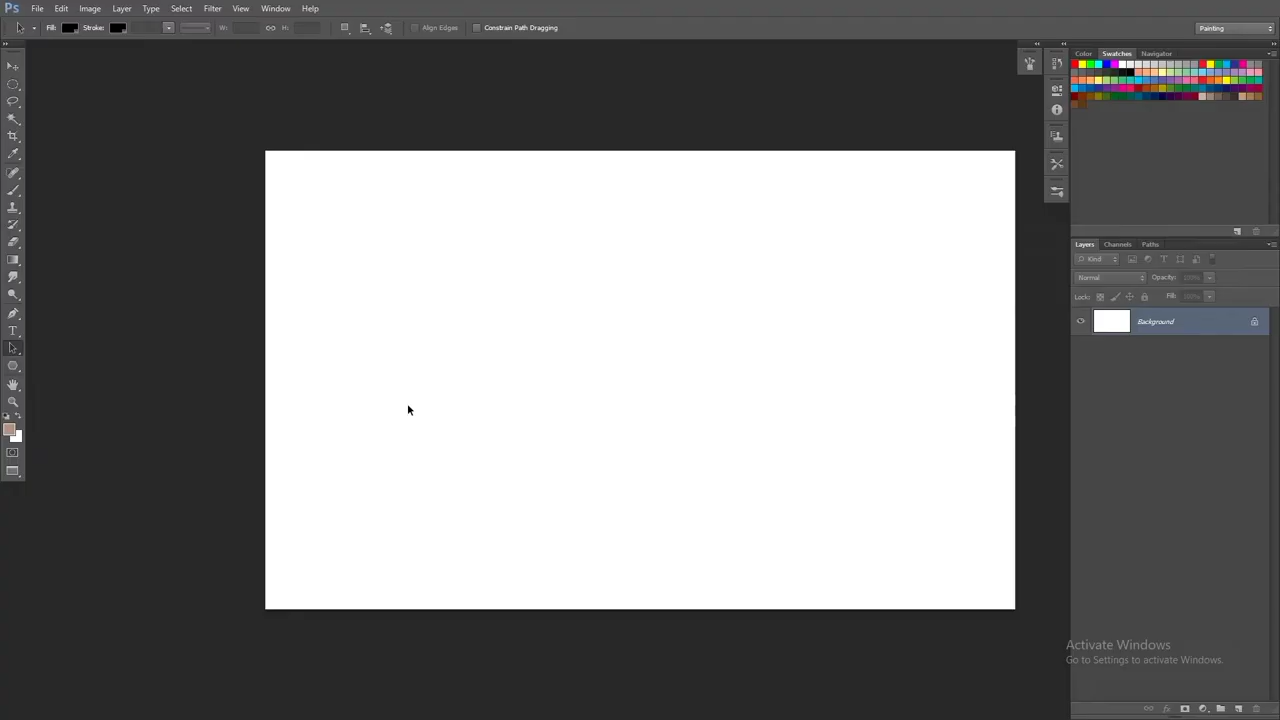 Ps File Edit Image Layer Type Select Filter View Window Help
Fill: Stroke: W: H: Align Edges Constrain Path Dragging Painting
Color Swatches Navigator
Layers Channels Paths
Kind
Normal Opacity: 100%
Lock: Fill: 100%
Background
T
Activate Windows
Go to Settings to activate Windows.